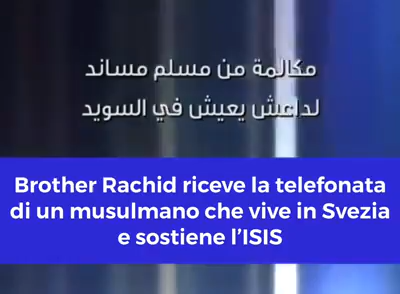 مكالمة من مسلم مساند
لداعش يعيش في السويد
Brother Rachid riceve la telefonata
di un musulmano che vive in Svezia
e sostiene l’ISIS